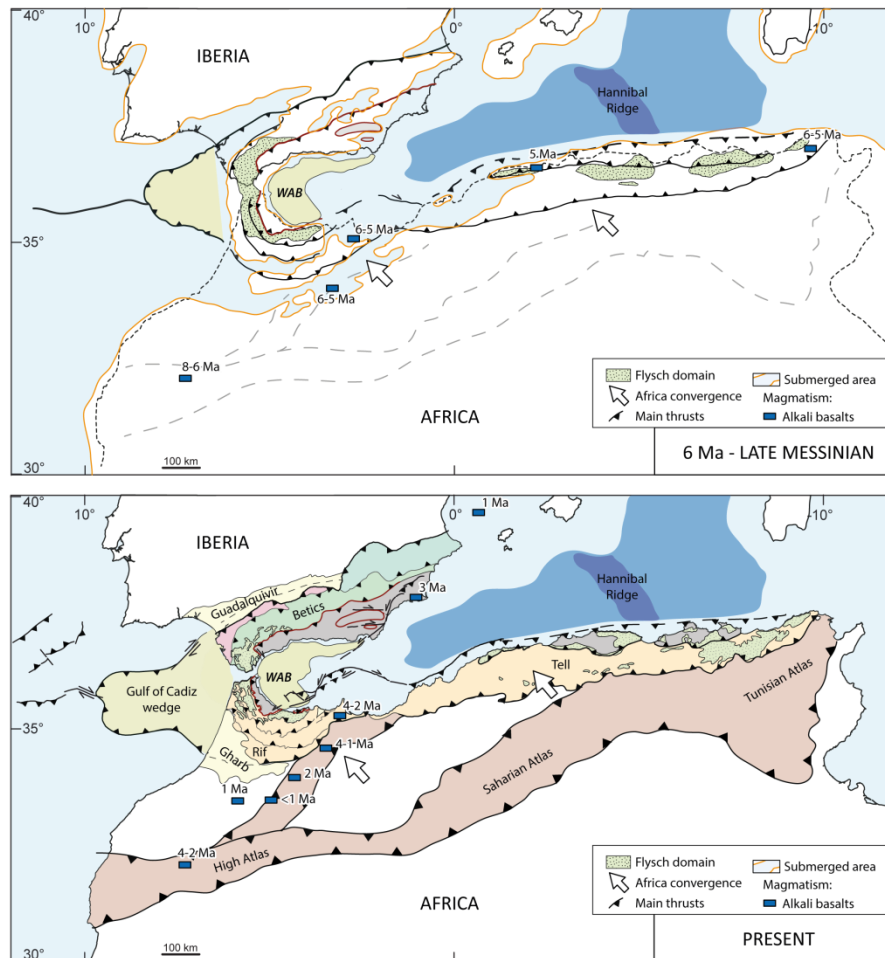 40°
10°
0°
10°
IBERIA
Hannibal
Ridge
6-5 Ma
5 Ma
WAB
35°
6-5 Ma
6-5 Ma
8-6 Ma
AFRICA
Flysch domain
Submerged area
Africa convergence
Magmatism:
Main thrusts
Alkali basalts
30°
100 km
6 Ma - LATE MESSINIAN
40°
10°
0°
1 Ma
10°
IBERIA
Guadalquivir
Betics
3 Ma
Hannibal
Ridge
WAB
Tell
Gulf of Cadiz
wedge
Tunisian Atlas
4-2 Ma
35°
Gharb
Rif
4-1 Ma
2 Ma
Saharian Atlas
1 Ma
<1 Ma
4-2 Ma
High Atlas
AFRICA
Flysch domain
Submerged area
Africa convergence
Magmatism:
Main thrusts
Alkali basalts
30°
100 km
PRESENT